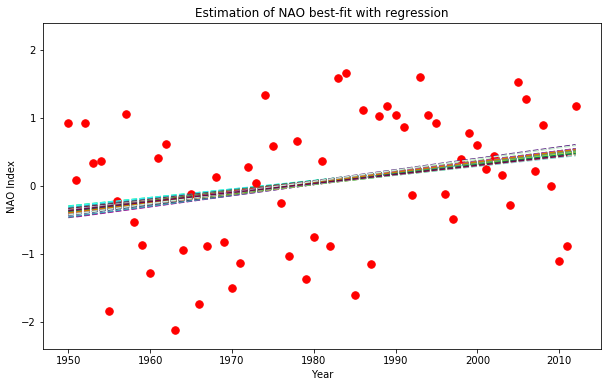 Estimation of NAO best-fit with regression
NAO Index
2
1
0
−1
−2
1950 1960 1970 1980 1990 2000 2010
Year